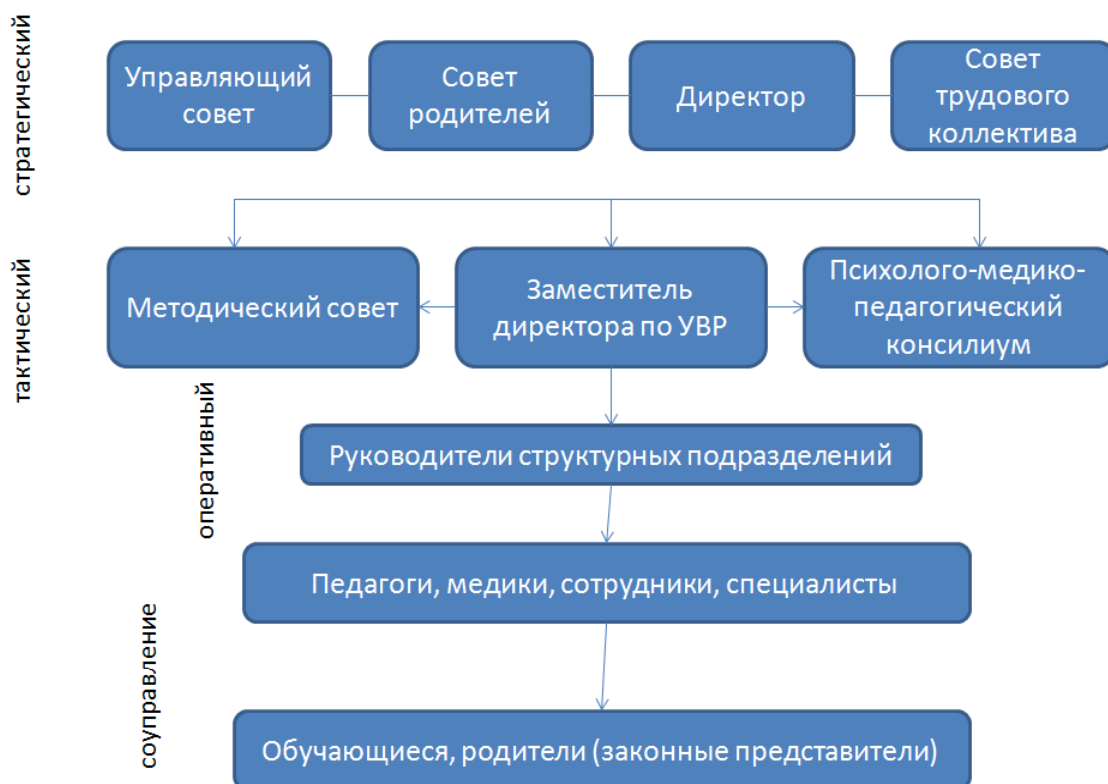 стратегический
Управляющий
совет
Совет
родителей
Директор
Совет
трудового
коллектива
тактический
Методический совет
Заместитель
директора по УВР
Психолого-медико-
педагогический
консилиум
оперативный
Руководители структурных подразделений
Педагоги, медики, сотрудники, специалисты
соуправление
Обучающиеся, родители (законные представители)